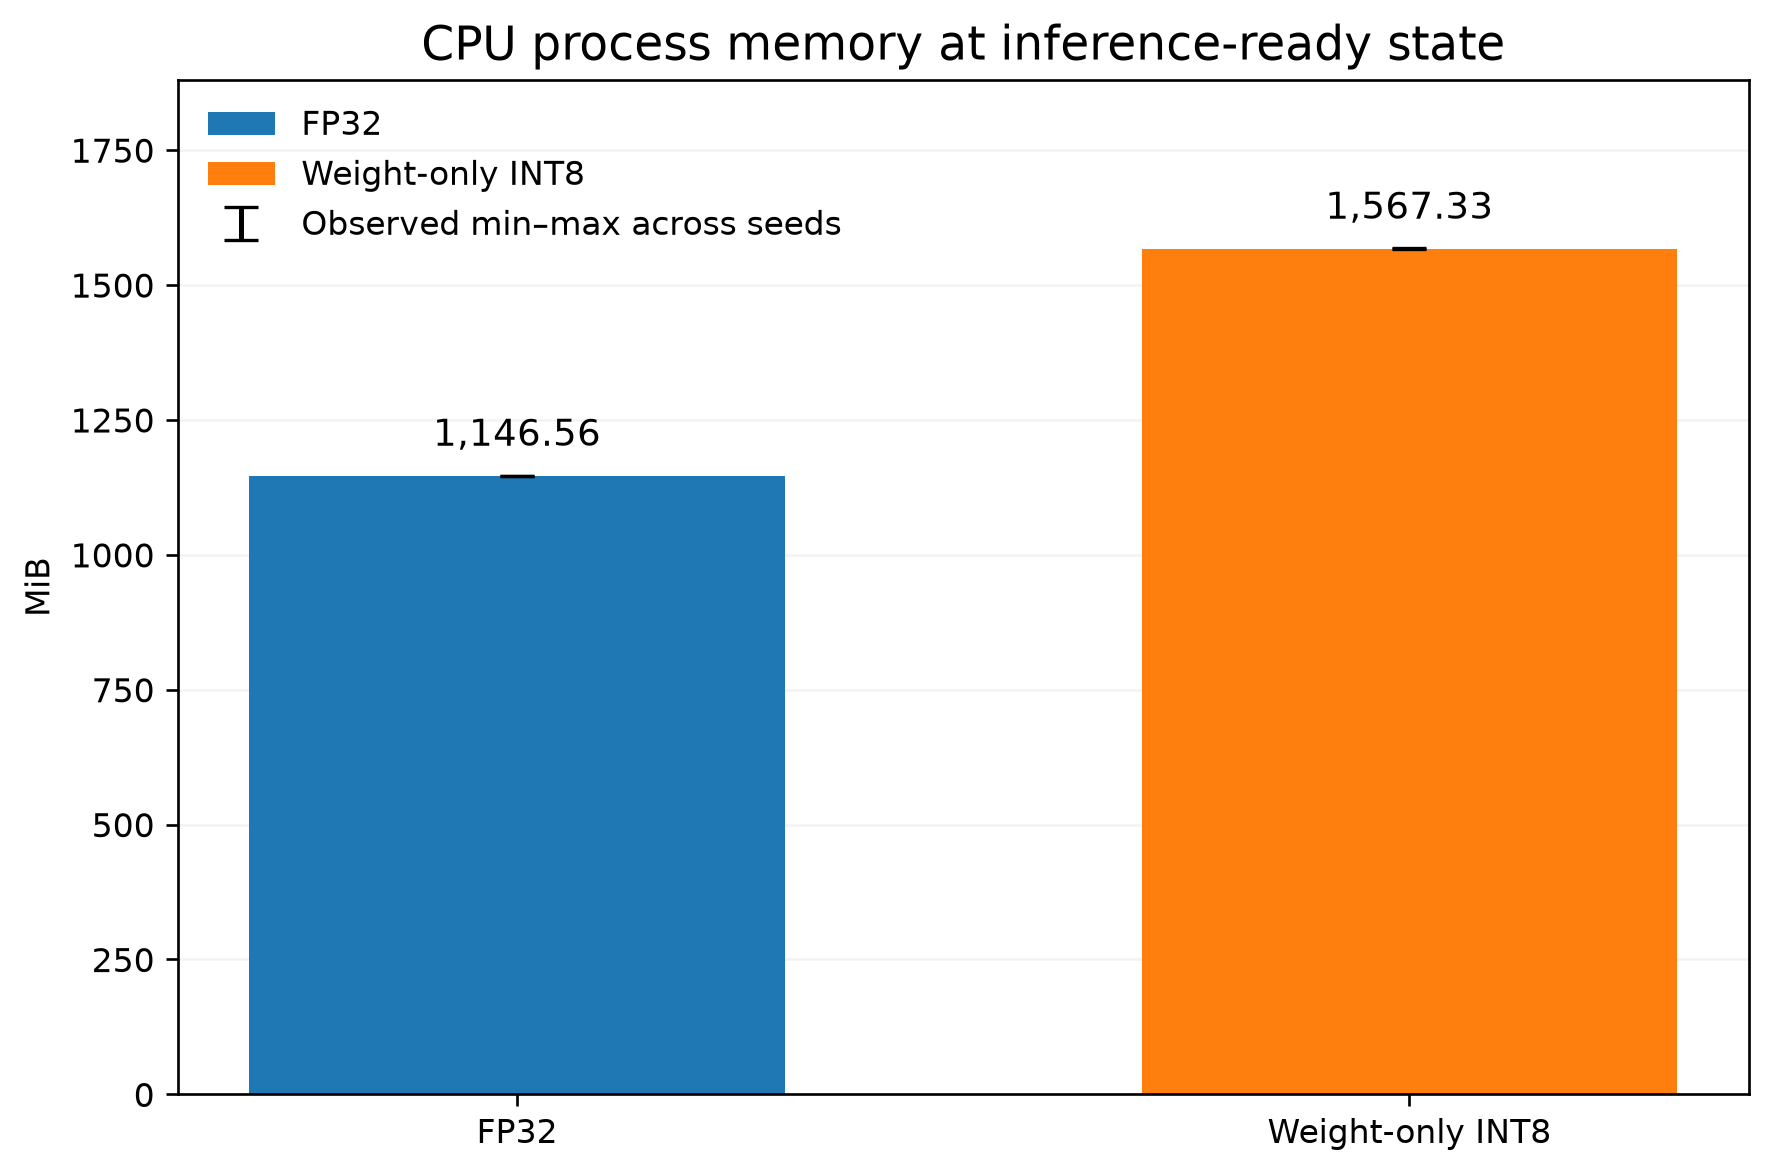 CPU process memory at inference-ready state
FP32
Weight-only INT8
Observed min–max across seeds
1,146.56
1,567.33
MiB
1750
1500
1250
1000
750
500
250
0
FP32
Weight-only INT8